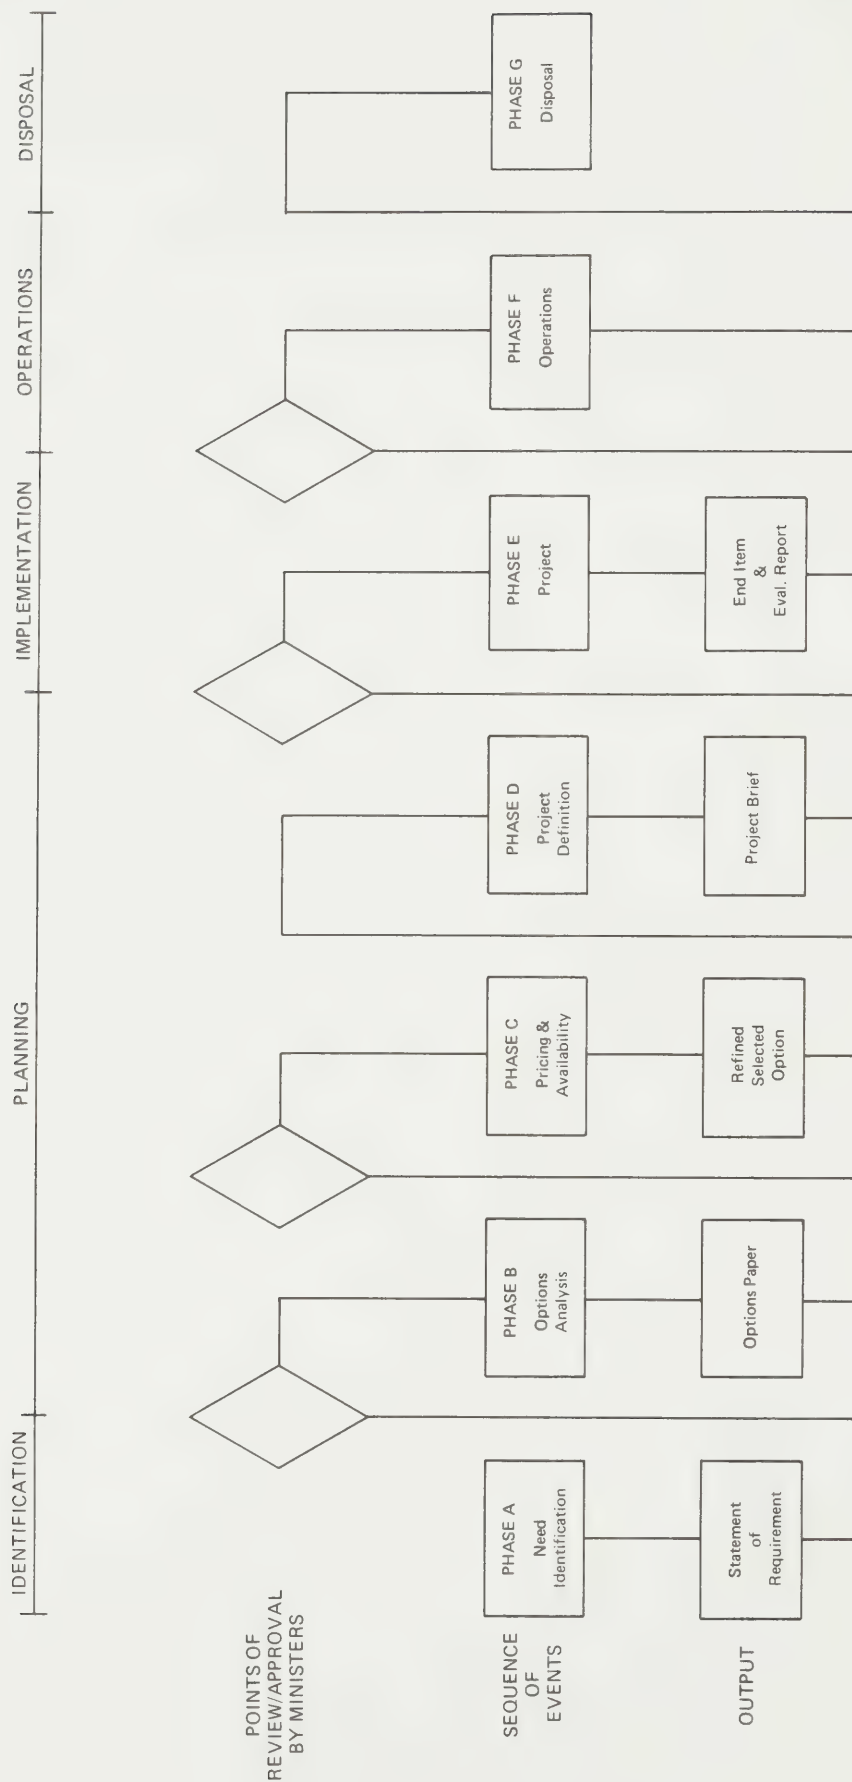 IDENTIFICATION
PLANNING
IMPLEMENTATION
OPERATIONS
DISPOSAL
POINTS OF
REVIEW/APPROVAL
BY MINISTERS
SEQUENCE
OF
EVENTS
PHASE A
Need
Identification
PHASE B
Options
Analysis
PHASE C
Pricing &
Availability
PHASE D
Project
Definition
PHASE E
Project
PHASE F
Operations
PHASE G
Disposal
OUTPUT
Statement
of
Requirement
Options Paper
Refined
Selected
Option
Project Brief
End Item
&
Eval. Report